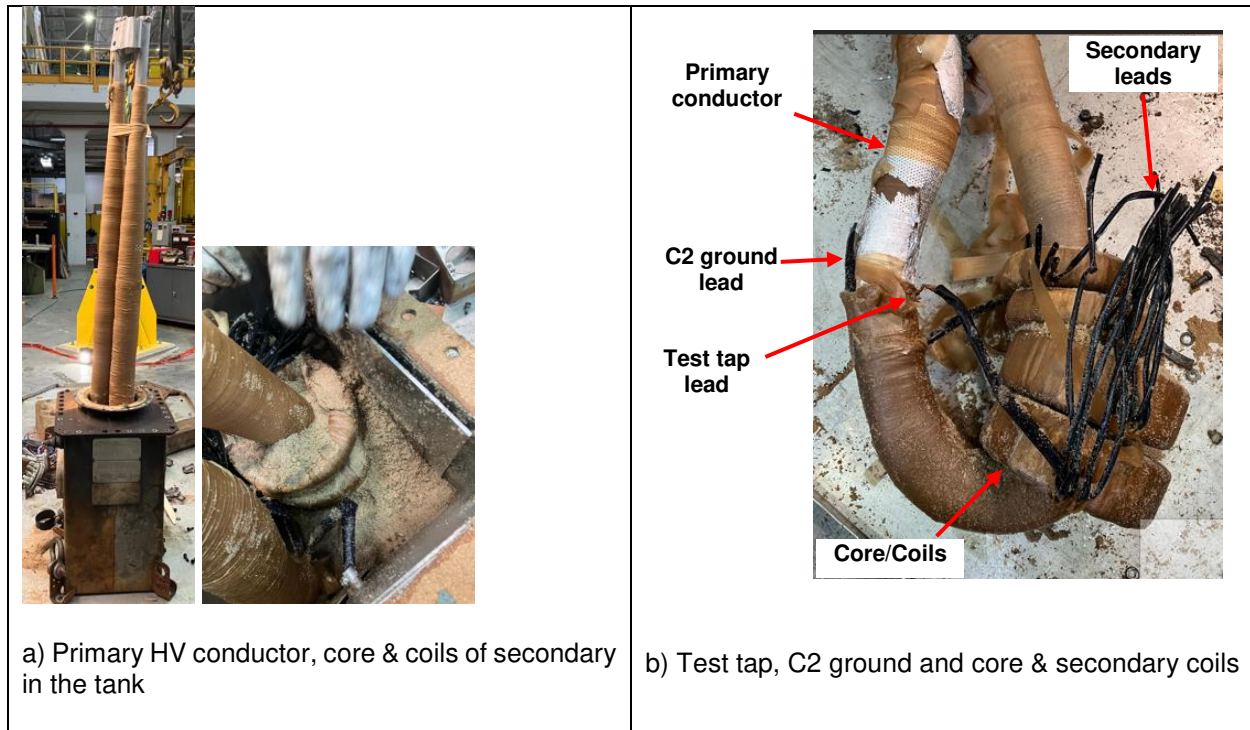 Primary
conductor
Secondary
leads
C2 ground
lead
Test tap
lead
Core/Coils
a) Primary HV conductor, core & coils of secondary
in the tank
b) Test tap, C2 ground and core & secondary coils